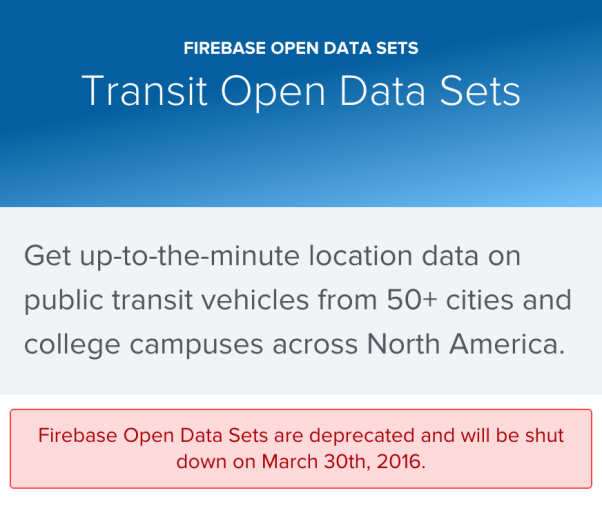 FIREBASE OPEN DATA SETS
Transit Open Data Sets
Get up-to-the-minute location data on
public transit vehicles from 50+ cities and
college campuses across North America.
Firebase Open Data Sets are deprecated and will be shut
down on March 30th, 2016.